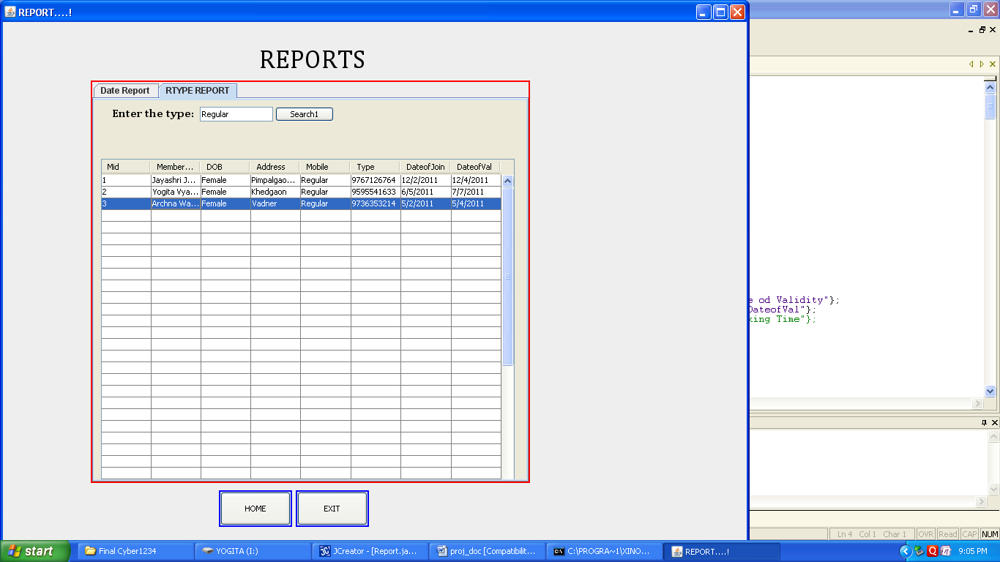 REPORT....!
REPORTS
Date Report RTYPE REPORT
Enter the type: Regular Search1
Mid Member... DOB Address Mobile Type DateofJoin DateofVal
1 Jayashri J... Female Pimpalgao... Regular 9767126764 12/2/2011 12/4/2011
2 Yogita Vya... Female Khedgaon Regular 9595541633 6/5/2011 7/7/2011
3 Archna Wa... Female Vadner Regular 9736353214 5/2/2011 5/4/2011
e od Validity"};
DateofVal"};
king Time"};
HOME EXIT
Ln 4 Col 1 Char 1 OVR Read CAP NUM
start Final Cyber1234 YOGITA (I:) JCreator - [Report.ja... proj_doc [Compatibilit... C:\PROGRA~1\XINO... REPORT....! 9:05 PM